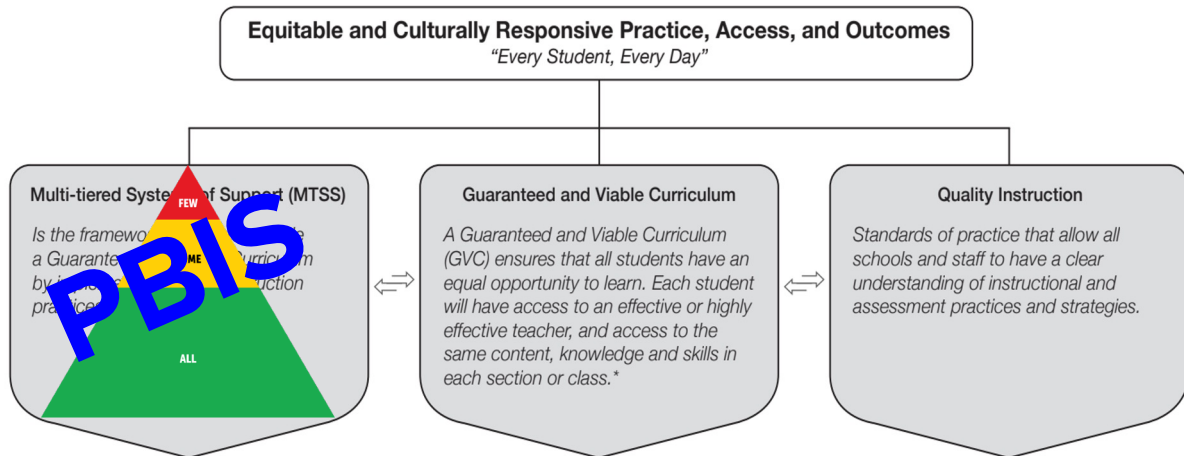 Equitable and Culturally Responsive Practice, Access, and Outcomes
“Every Student, Every Day”
Multi-tiered Systems of Support (MTSS)
Is the framework
a Guarante Curriculum
by
FEW
ALL
PBIS
Guaranteed and Viable Curriculum
A Guaranteed and Viable Curriculum
(GVC) ensures that all students have an
equal opportunity to learn. Each student
will have access to an effective or highly
effective teacher, and access to the
same content, knowledge and skills in
each section or class.*
Quality Instruction
Standards of practice that allow all
schools and staff to have a clear
understanding of instructional and
assessment practices and strategies.